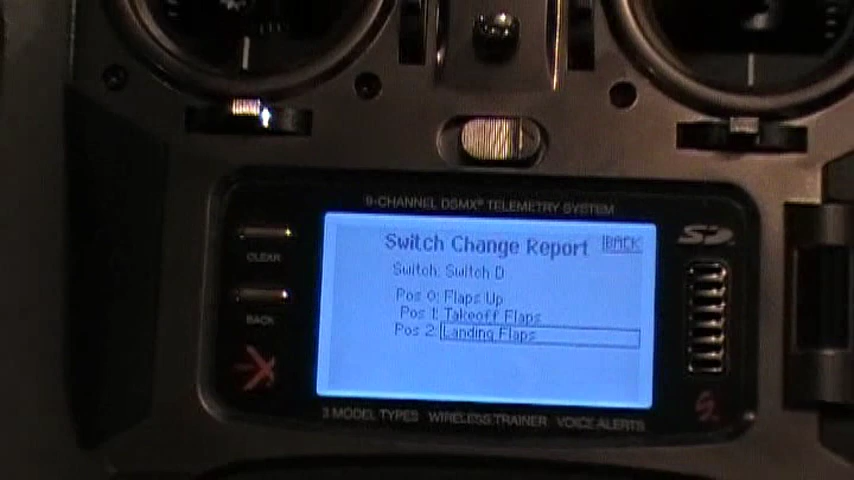 9-CHANNEL DSMX® TELEMETRY SYSTEM
Switch Change Report
BACK
Switch: Switch D
Pos 0: Flaps Up
Pos 1: Takeoff Flaps
Pos 2: Landing Flaps
CLEAR
BACK
SD
3 MODEL TYPES WIRELESS TRAINER VOICE ALERTS